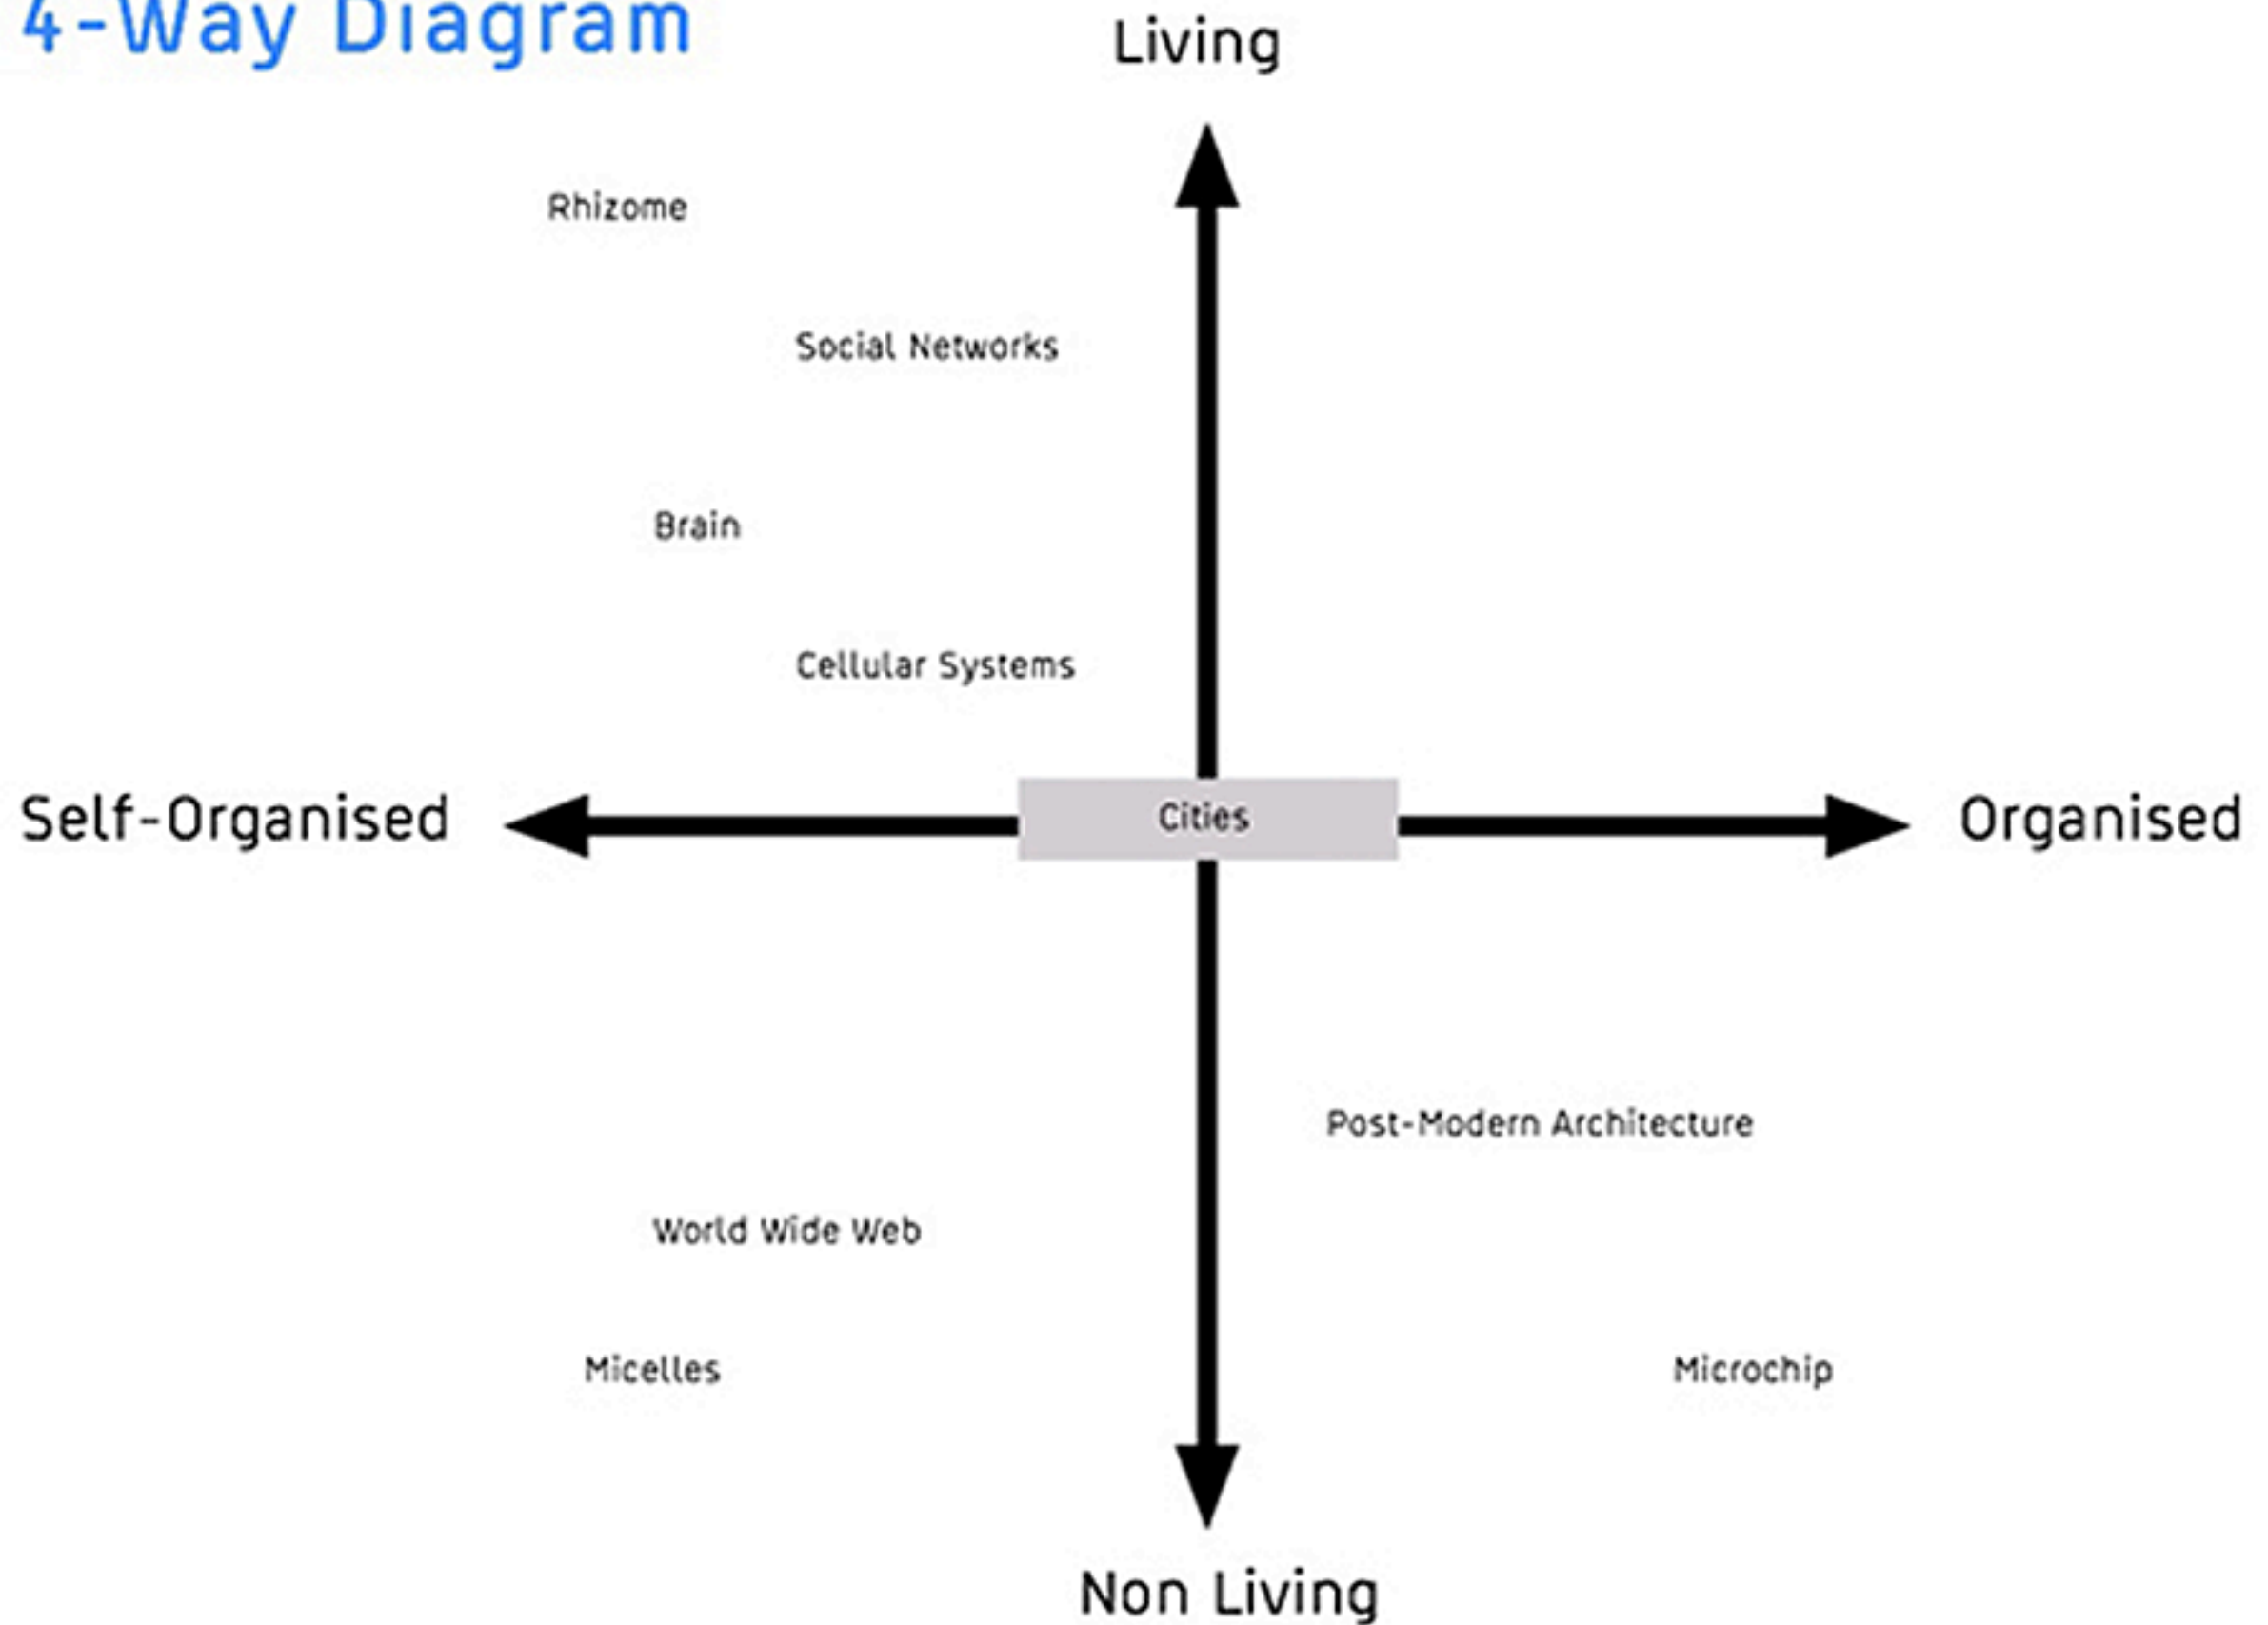 4-Way Diagram
Living
Rhizome
Social Networks
Brain
Cellular Systems
Self-Organised
Cities
Organised
Post-Modern Architecture
World Wide Web
Micelles
Microchip
Non Living